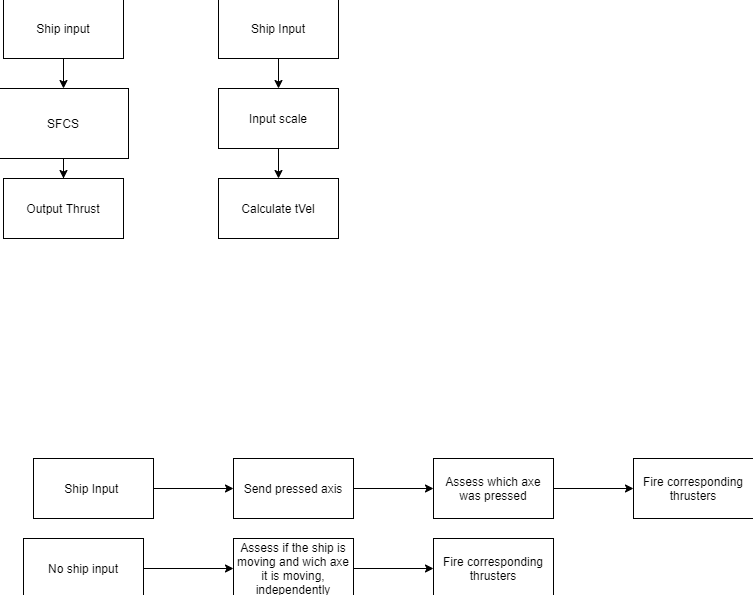 Ship input
Ship Input
SFCS
Input scale
Output Thrust
Calculate tVel
Ship Input
Send pressed axis
Assess which axe
was pressed
Fire corresponding
thrusters
No ship input
Assess if the ship is
moving and wich axe
it is moving,
independently
Fire corresponding
thrusters